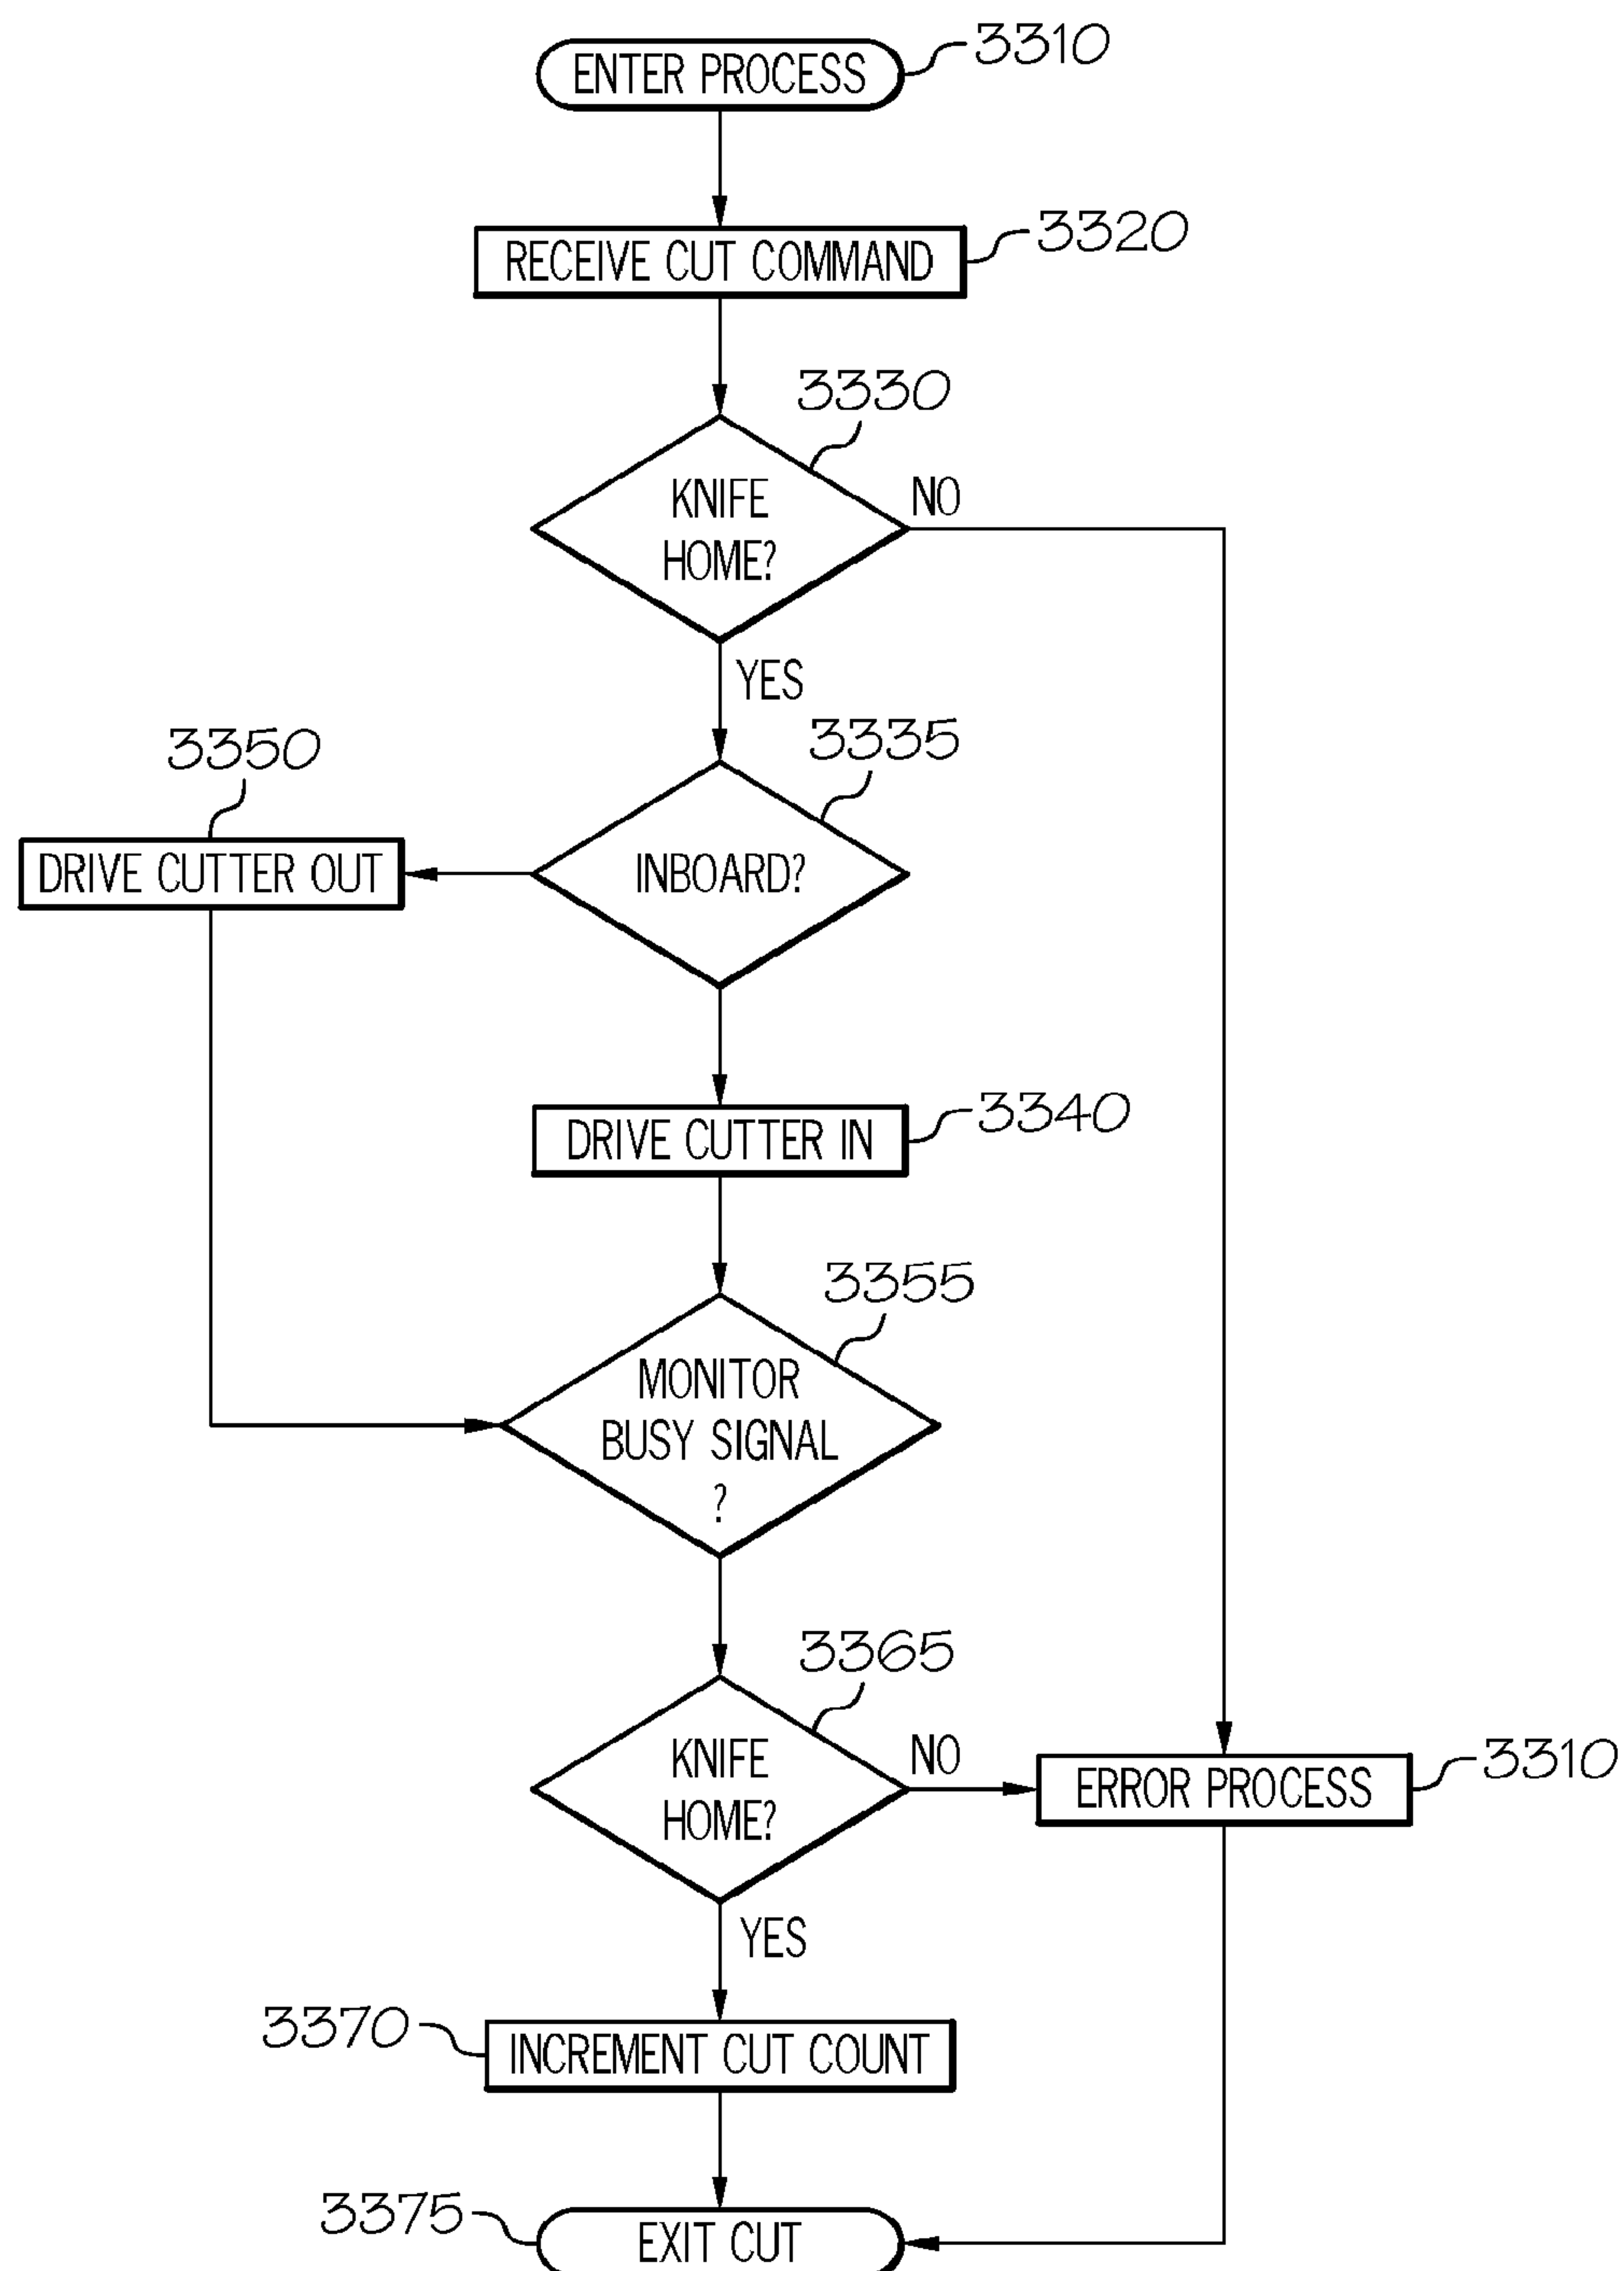 ENTER PROCESS
3310
RECEIVE CUT COMMAND
3320
3330
KNIFE
HOME?
NO
YES
3335
3350
INBOARD?
DRIVE CUTTER OUT
DRIVE CUTTER IN
3340
3355
MONITOR
BUSY SIGNAL
?
3365
KNIFE
HOME?
NO
ERROR PROCESS
3310
YES
3370
INCREMENT CUT COUNT
3375
EXIT CUT